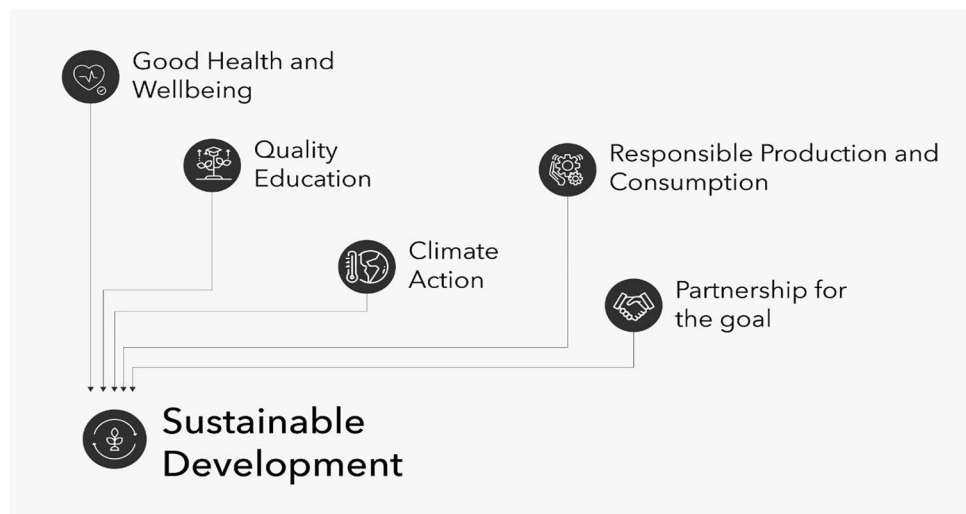 Good Health and
Wellbeing
Quality
Education
Responsible Production and
Consumption
Climate
Action
Partnership for
the goal
Sustainable
Development